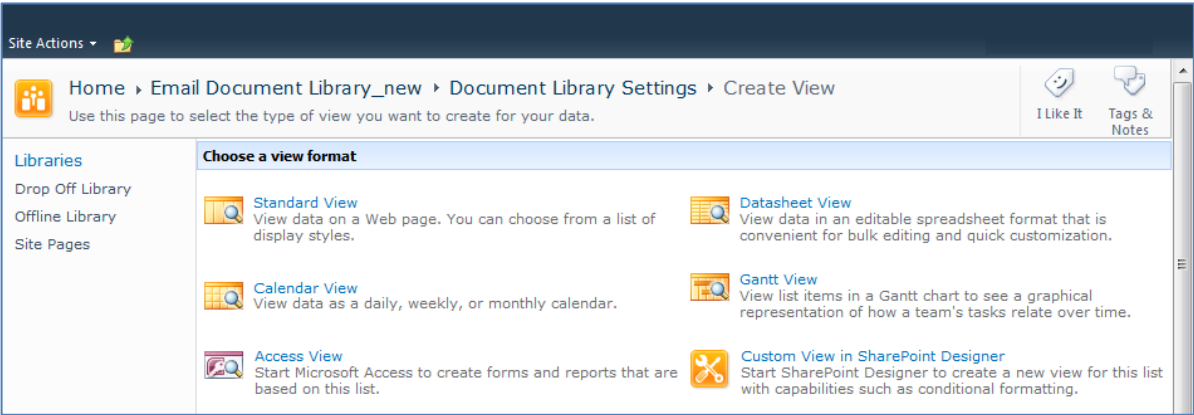 Site Actions
Home ▸ Email Document Library_new ▸ Document Library Settings ▸ Create View
Use this page to select the type of view you want to create for your data.
I Like It
Tags &
Notes
Libraries
Drop Off Library
Offline Library
Site Pages
Choose a view format
Standard View
View data on a Web page. You can choose from a list of
display styles.
Datasheet View
View data in an editable spreadsheet format that is
convenient for bulk editing and quick customization.
Calendar View
View data as a daily, weekly, or monthly calendar.
Gantt View
View list items in a Gantt chart to see a graphical
representation of how a team's tasks relate over time.
Access View
Start Microsoft Access to create forms and reports that are
based on this list.
Custom View in SharePoint Designer
Start SharePoint Designer to create a new view for this list
with capabilities such as conditional formatting.